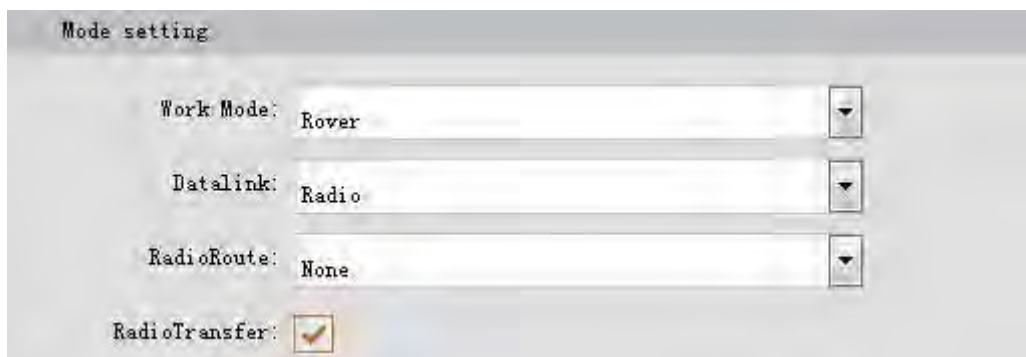 Mode setting
Work Mode: Rover
Datalink: Radio
RadioRoute: None
RadioTransfer: